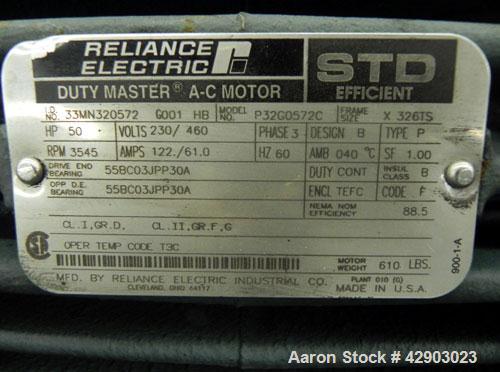 RELIANCE ELECTRIC
DUTY MASTER® A-C MOTOR
STD
EFFICIENT
I.D. NO. 33MN320572 G001 HB MODEL NO. P32G0572C FRAME SIZE X 326TS
HP 50 VOLTS 230/ 460 PHASE 3 DESIGN B TYPE P
RPM 3545 AMPS 122./61.0 HZ 60 AMB 040 °C SF 1.00
DRIVE END BEARING 55BC03JPP30A DUTY CONT INSUL CLASS B
OPP D.E. BEARING 55BC03JPP30A ENCL TEFC CODE F
NEMA NOM EFFICIENCY 88.5
CL.I,GR.D, CL.II,GR.F,G
OPER TEMP CODE T3C
MOTOR WEIGHT 610 LBS.
900-1-A
MFD. BY RELIANCE ELECTRIC INDUSTRIAL CO. PLANT 010 (G) MADE IN U.S.A.
CLEVELAND, OHIO 44117
Aaron Stock # 42903023